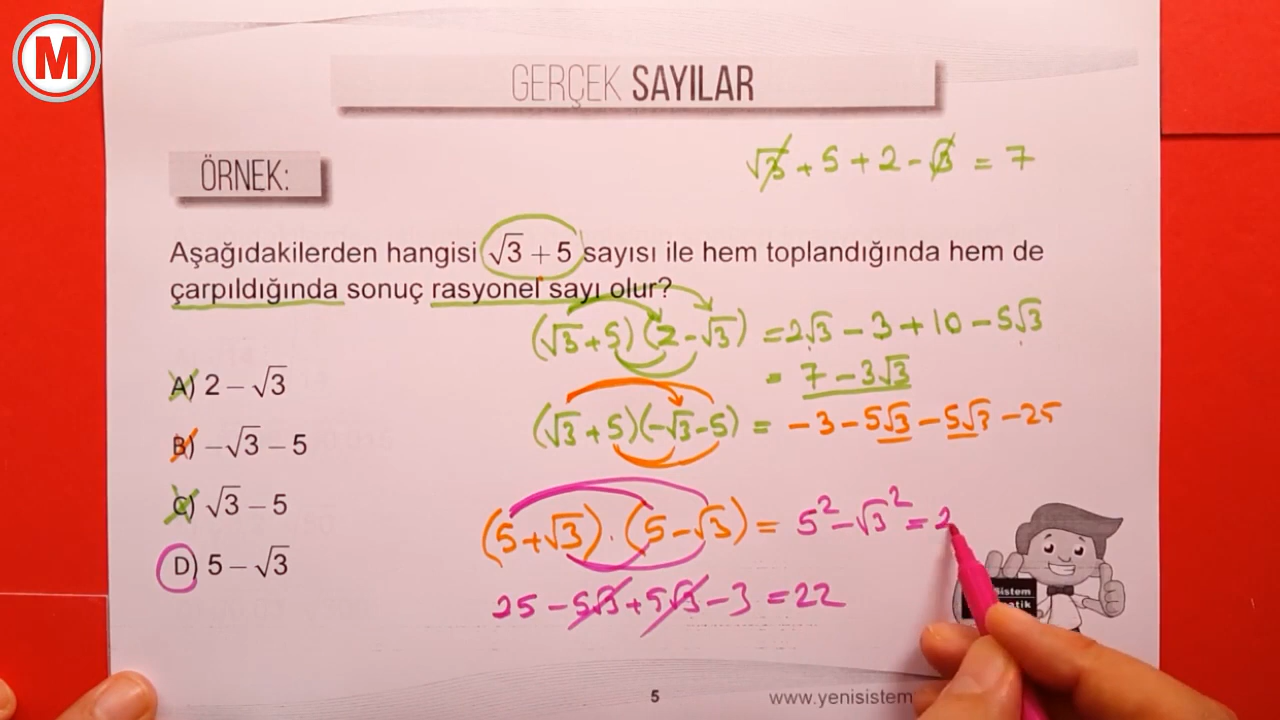 M
GERÇEK SAYILAR
√3 + 5 + 2 - √3 = 7
ÖRNEK:
Aşağıdakilerden hangisi √3 + 5 sayısı ile hem toplandığında hem de
çarpıldığında sonuç rasyonel sayı olur?
(√3 + 5) (2 - √3) = 2√3 - 3 + 10 - 5√3
= 7 - 3√3
A) 2 – √3
(√3 + 5)(-√3 - 5) = -3 - 5√3 - 5√3 - 25
B) –√3 – 5
C) √3 – 5
(5 + √3) . (5 - √3) = 5² - √3² = 2
D) 5 – √3
25 - 5√3 + 5√3 - 3 = 22
Sistem
5
www.yenisistem